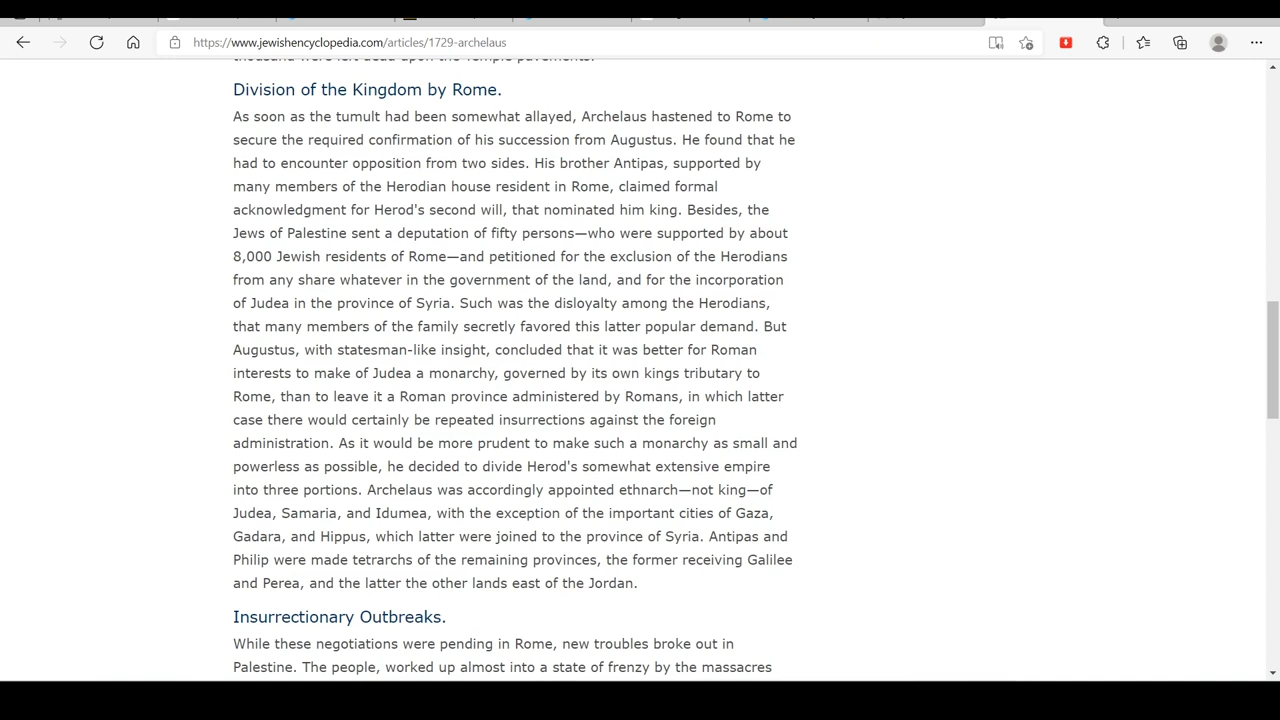 https://www.jewishencyclopedia.com/articles/1729-archelaus
Division of the Kingdom by Rome.
As soon as the tumult had been somewhat allayed, Archelaus hastened to Rome to
secure the required confirmation of his succession from Augustus. He found that he
had to encounter opposition from two sides. His brother Antipas, supported by
many members of the Herodian house resident in Rome, claimed formal
acknowledgment for Herod's second will, that nominated him king. Besides, the
Jews of Palestine sent a deputation of fifty persons—who were supported by about
8,000 Jewish residents of Rome—and petitioned for the exclusion of the Herodians
from any share whatever in the government of the land, and for the incorporation
of Judea in the province of Syria. Such was the disloyalty among the Herodians,
that many members of the family secretly favored this latter popular demand. But
Augustus, with statesman-like insight, concluded that it was better for Roman
interests to make of Judea a monarchy, governed by its own kings tributary to
Rome, than to leave it a Roman province administered by Romans, in which latter
case there would certainly be repeated insurrections against the foreign
administration. As it would be more prudent to make such a monarchy as small and
powerless as possible, he decided to divide Herod's somewhat extensive empire
into three portions. Archelaus was accordingly appointed ethnarch—not king—of
Judea, Samaria, and Idumea, with the exception of the important cities of Gaza,
Gadara, and Hippus, which latter were joined to the province of Syria. Antipas and
Philip were made tetrarchs of the remaining provinces, the former receiving Galilee
and Perea, and the latter the other lands east of the Jordan.
Insurrectionary Outbreaks.
While these negotiations were pending in Rome, new troubles broke out in
Palestine. The people, worked up almost into a state of frenzy by the massacres